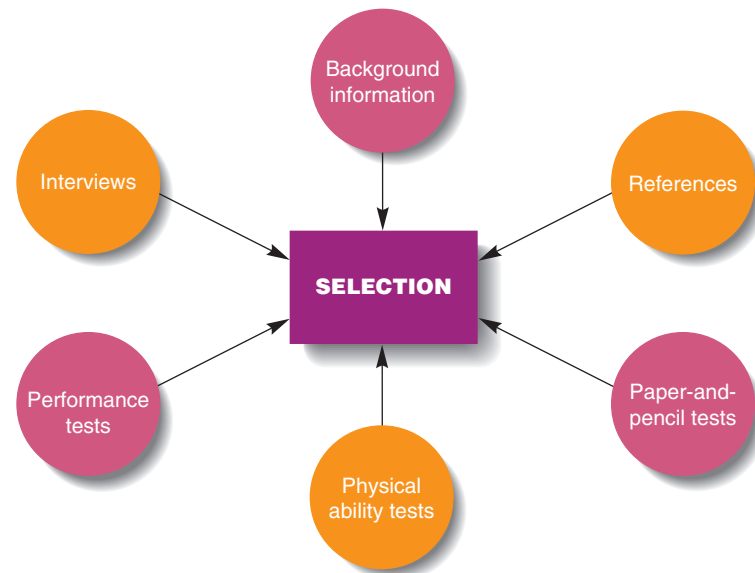 Background
information
Interviews
References
SELECTION
Performance
tests
Paper-and-
pencil tests
Physical
ability tests